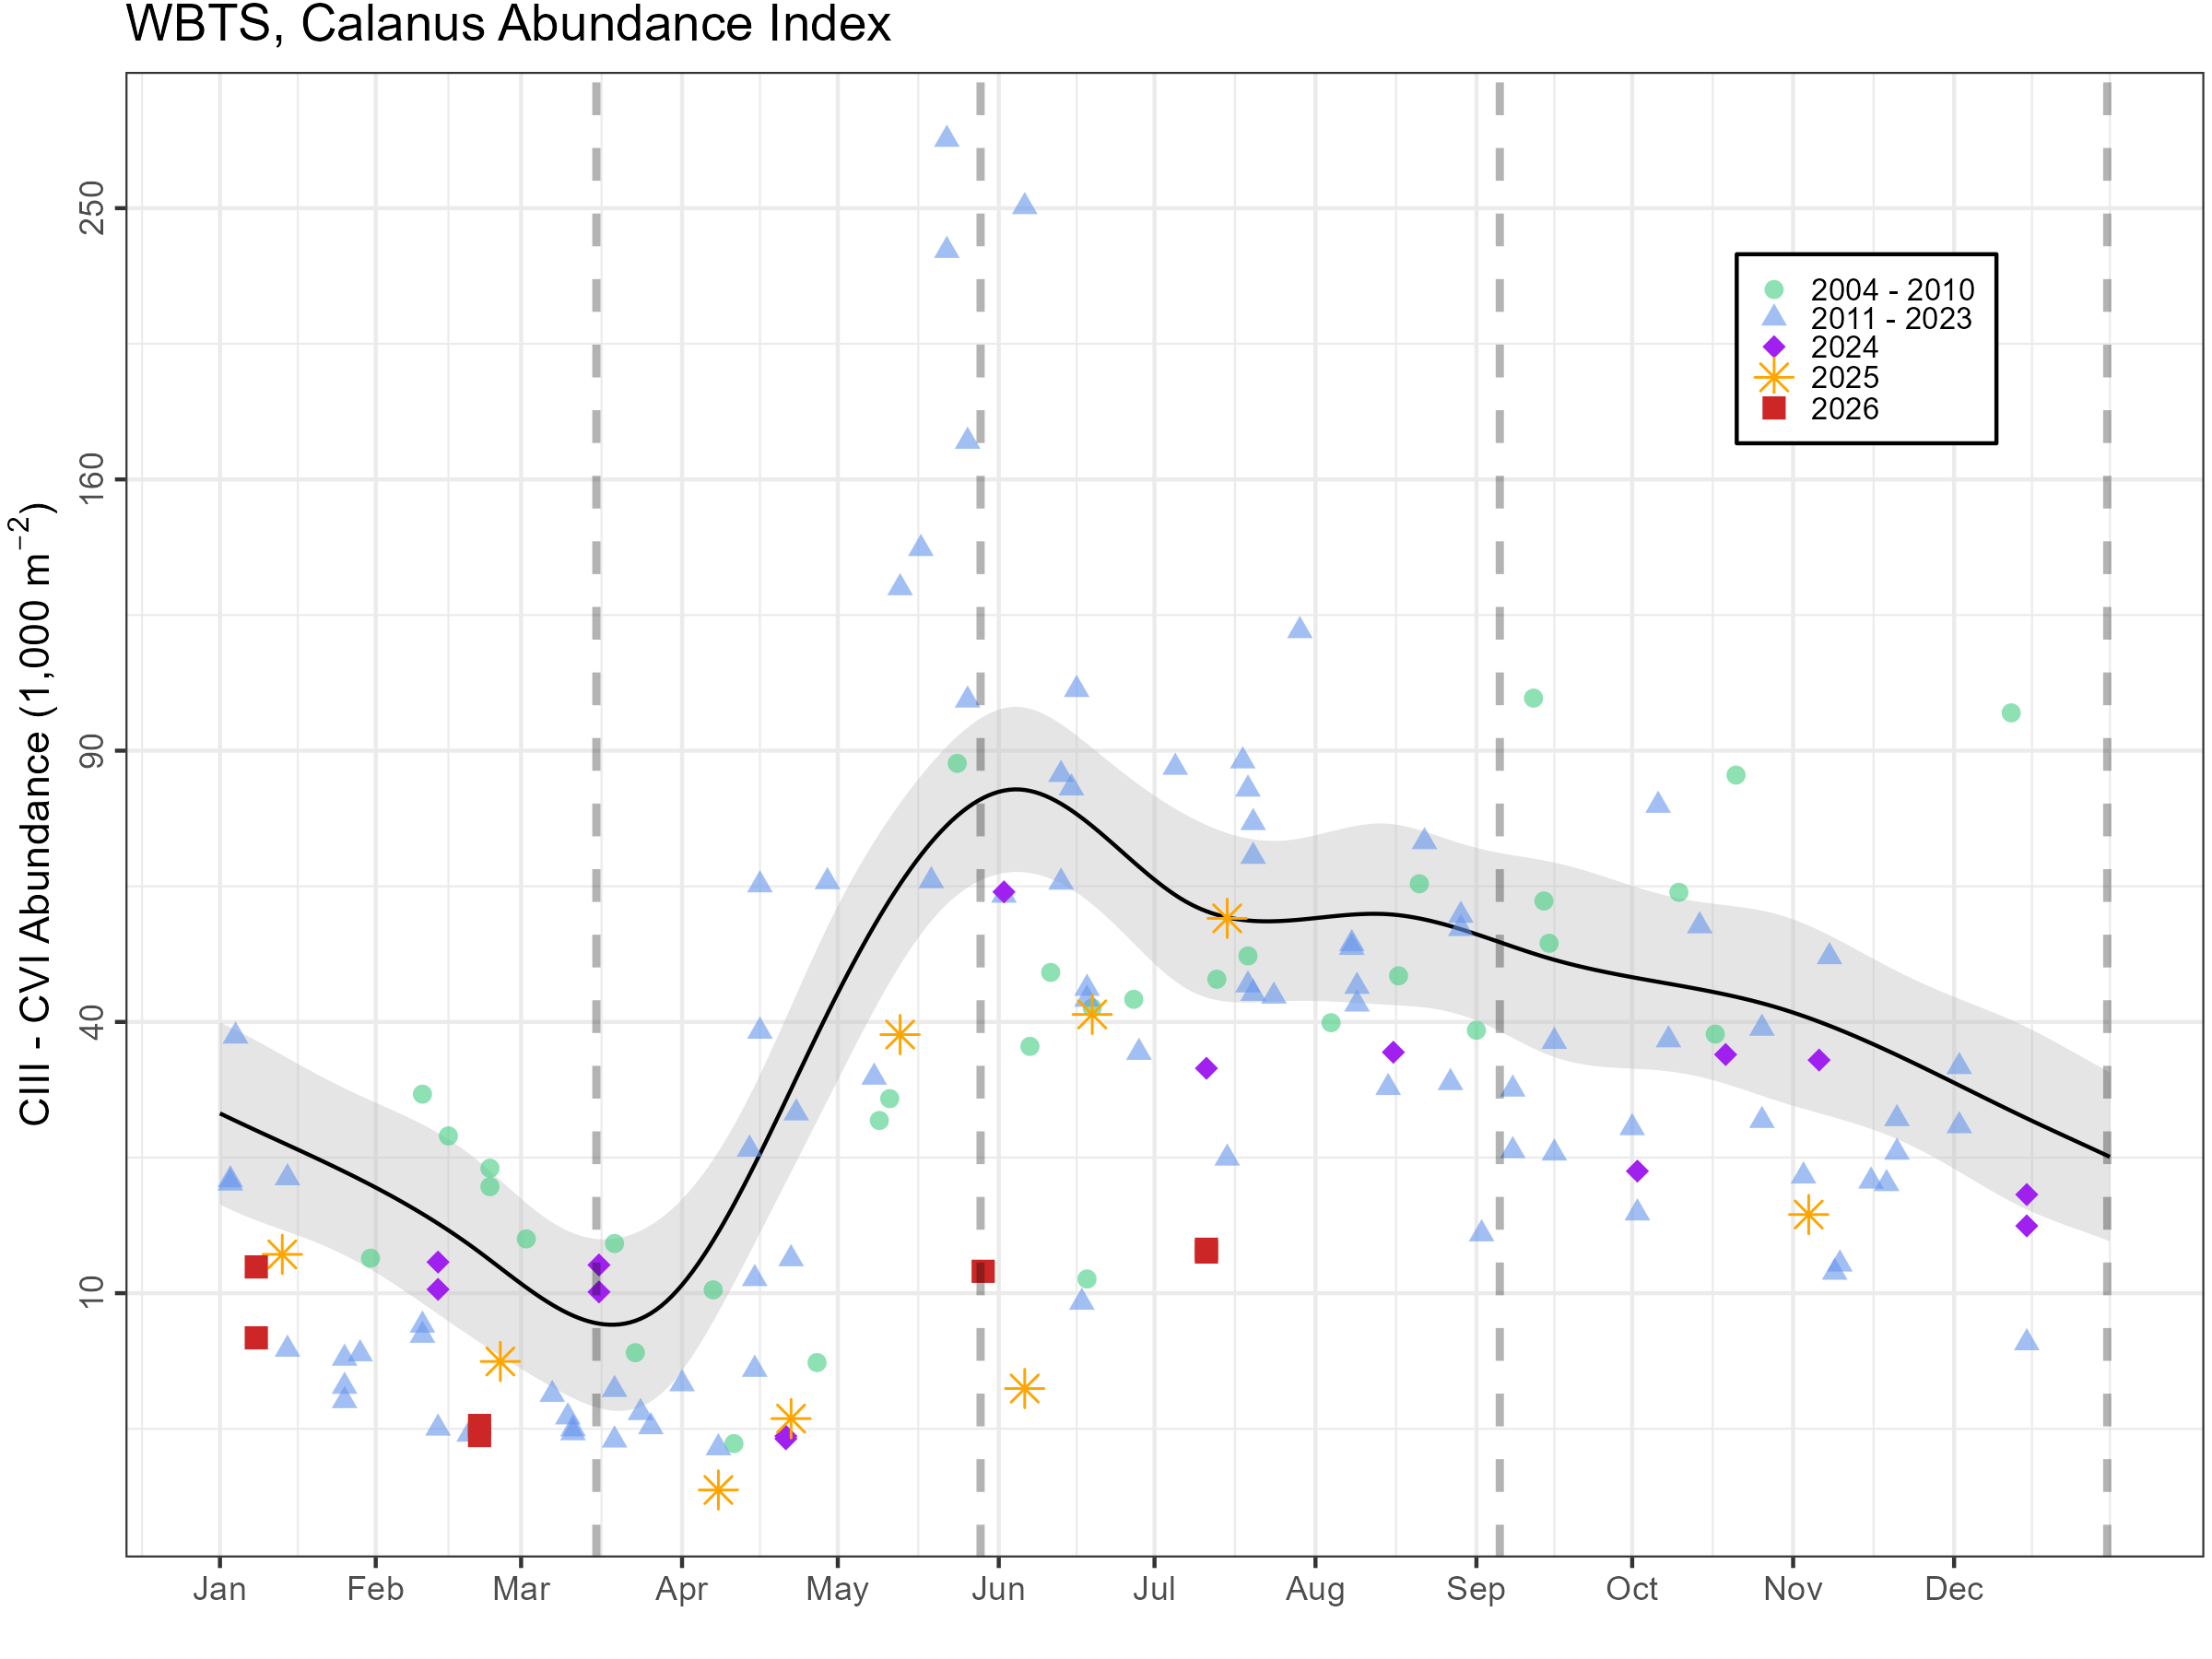 WBTS, Calanus Abundance Index
CIII - CVI Abundance (1,000 m⁻²)
250
160
90
40
10
2004 - 2010
2011 - 2023
2024
2025
2026
Jan Feb Mar Apr May Jun Jul Aug Sep Oct Nov Dec